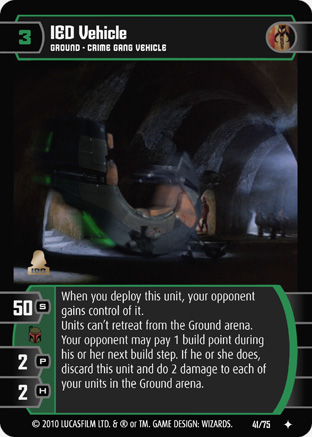 3
IBD Vehicle
GROUND - CRIME GANG VEHICLE
IBD
50 S
2 P
2 H
When you deploy this unit, your opponent
gains control of it.
Units can't retreat from the Ground arena.
Your opponent may pay 1 build point during
his or her next build step. If he or she does,
discard this unit and do 2 damage to each of
your units in the Ground arena.
© 2010 LUCASFILM LTD. & ® or TM. GAME DESIGN: WIZARDS.
41/75